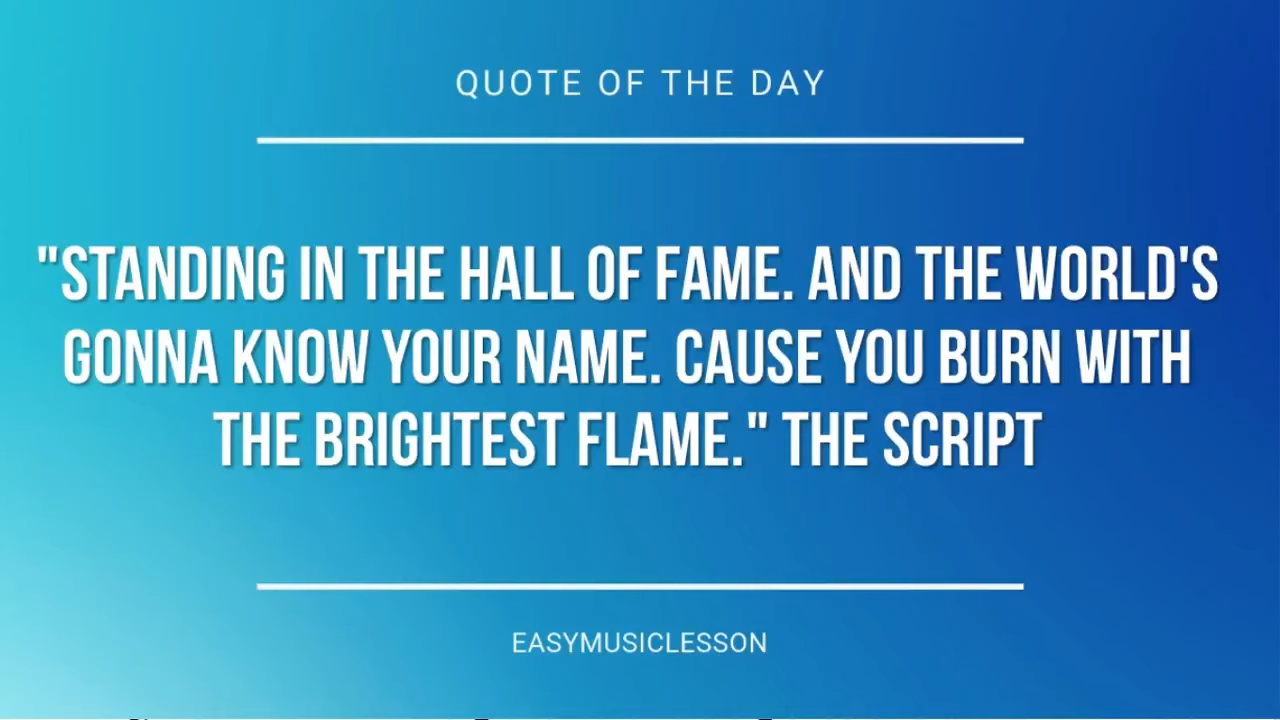 QUOTE OF THE DAY
"STANDING IN THE HALL OF FAME. AND THE WORLD'S
GONNA KNOW YOUR NAME. CAUSE YOU BURN WITH
THE BRIGHTEST FLAME." THE SCRIPT
EASYMUSICLESSON